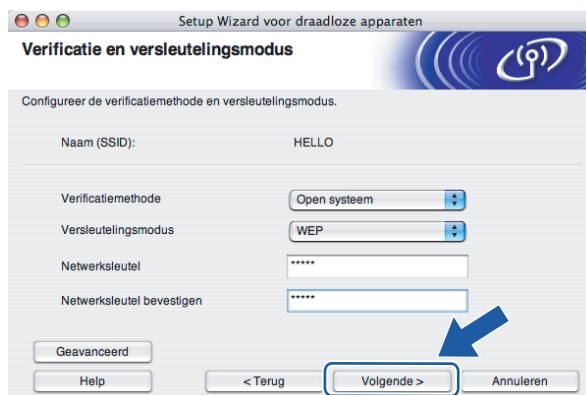 Setup Wizard voor draadloze apparaten
Verificatie en versleutelingsmodus
Configureer de verificatiemethode en versleutelingsmodus.
Naam (SSID): HELLO
Verificatiemethode Open systeem
Versleutelingsmodus WEP
Netwerksleutel *****
Netwerksleutel bevestigen *****
Geavanceerd
Help < Terug Volgende > Annuleren